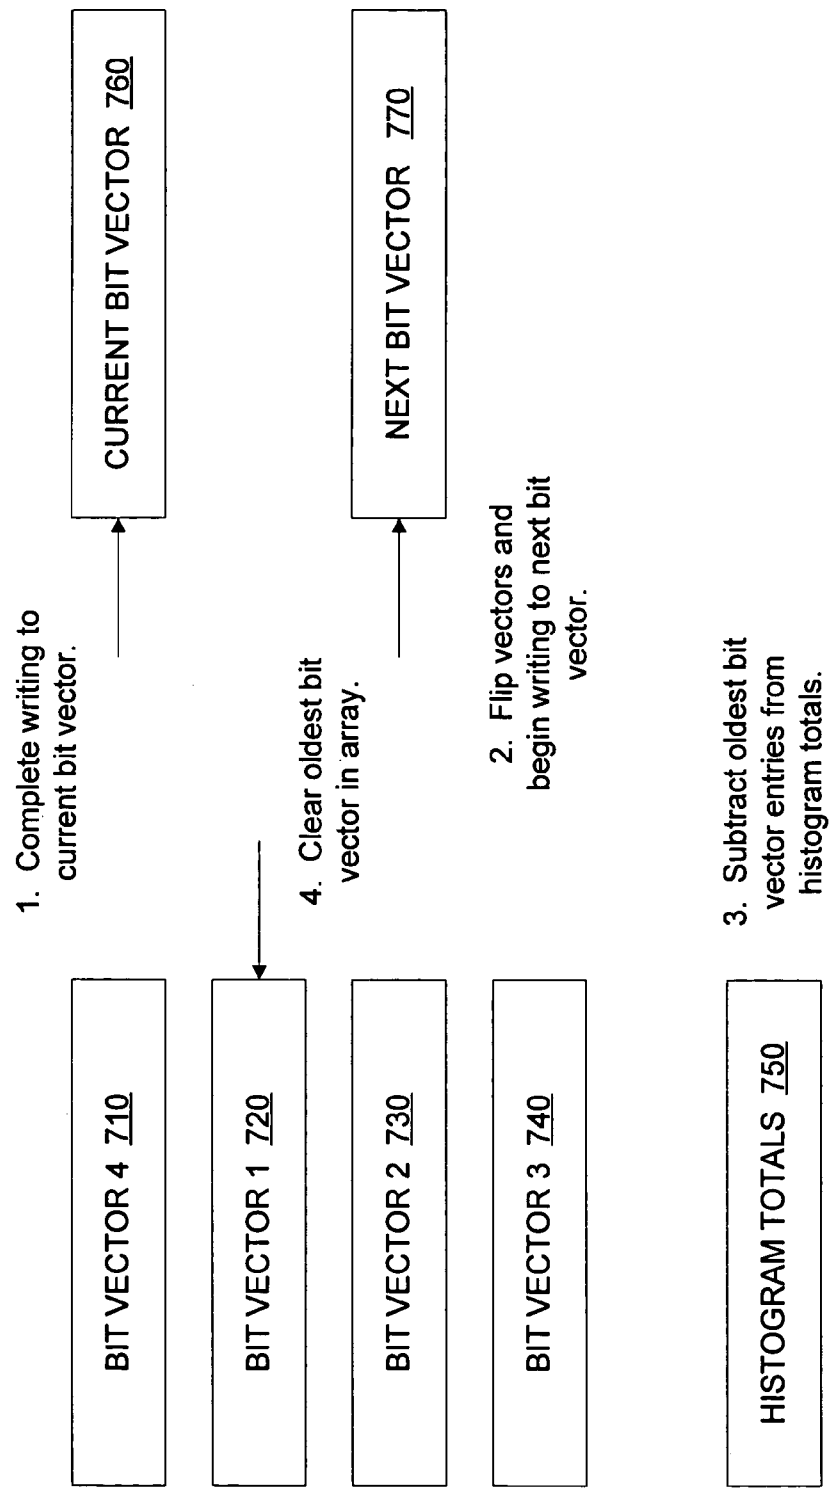 1. Complete writing to
current bit vector.
CURRENT BIT VECTOR 760
BIT VECTOR 4 710
BIT VECTOR 1 720
4. Clear oldest bit
vector in array.
NEXT BIT VECTOR 770
BIT VECTOR 2 730
2. Flip vectors and
begin writing to next bit
vector.
BIT VECTOR 3 740
3. Subtract oldest bit
vector entries from
histogram totals.
HISTOGRAM TOTALS 750